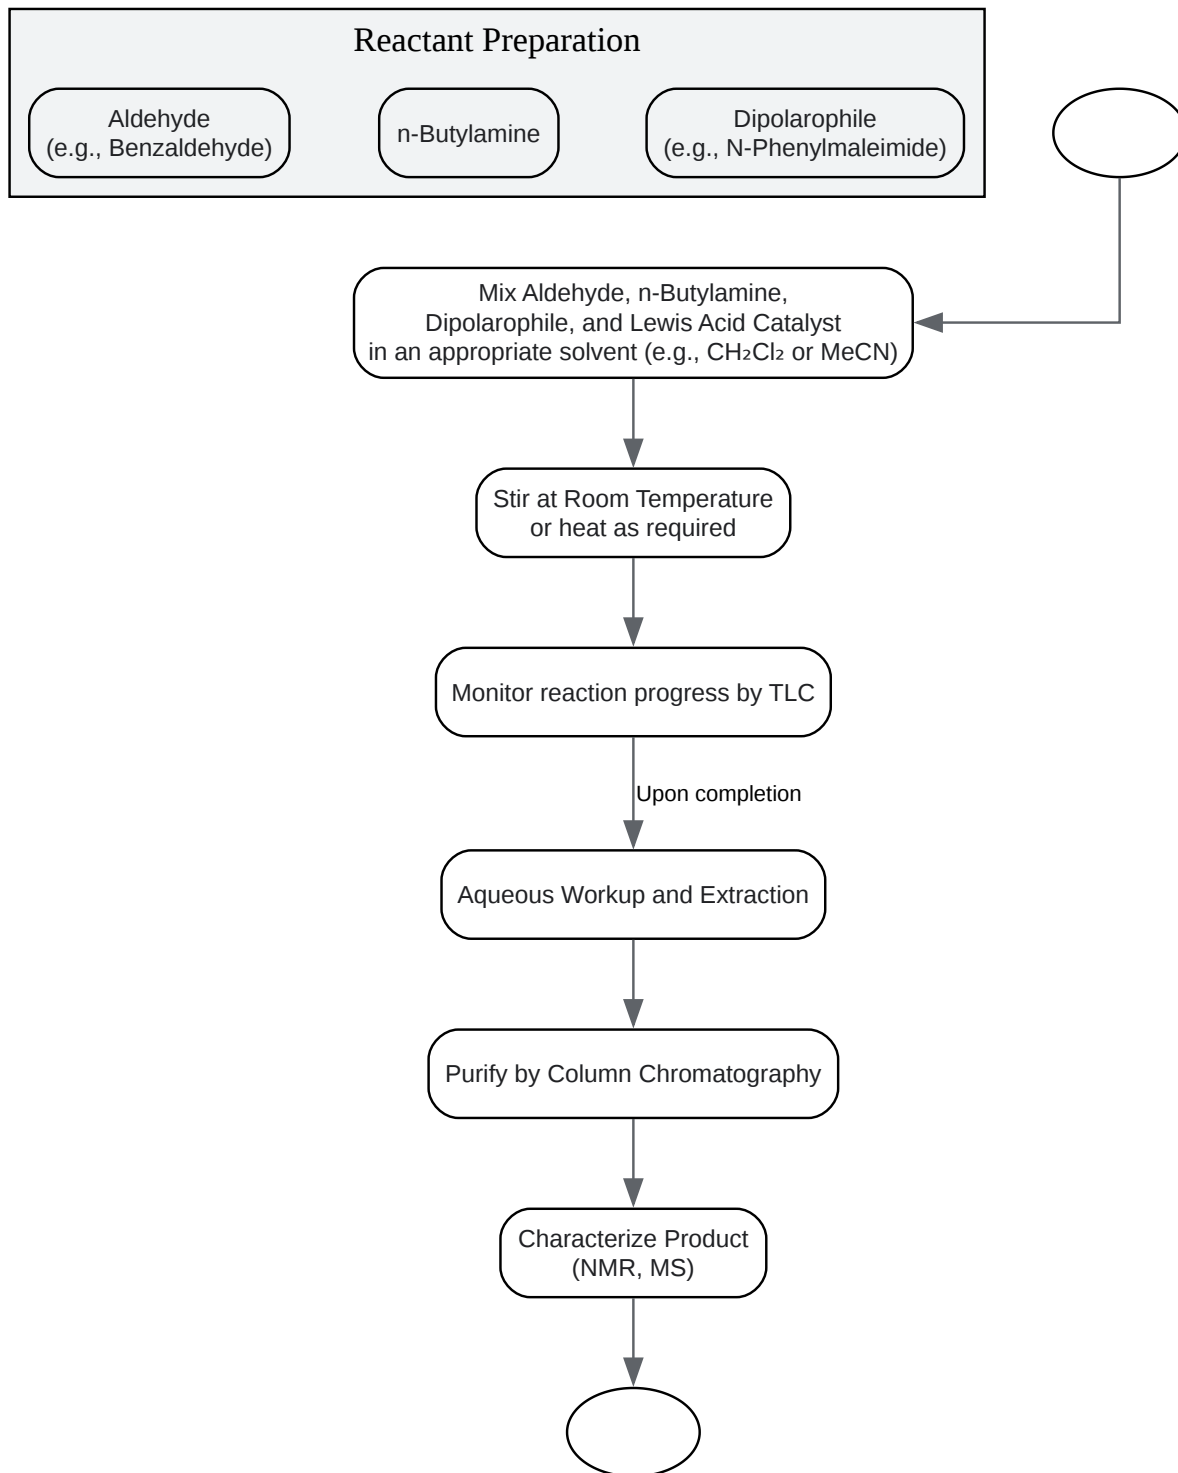 Reactant Preparation
Aldehyde
(e.g., Benzaldehyde)
n-Butylamine
Dipolarophile
(e.g., N-Phenylmaleimide)
Mix Aldehyde, n-Butylamine,
Dipolarophile, and Lewis Acid Catalyst
in an appropriate solvent (e.g., CH₂Cl₂ or MeCN)
Stir at Room Temperature
or heat as required
Monitor reaction progress by TLC
Upon completion
Aqueous Workup and Extraction
Purify by Column Chromatography
Characterize Product
(NMR, MS)